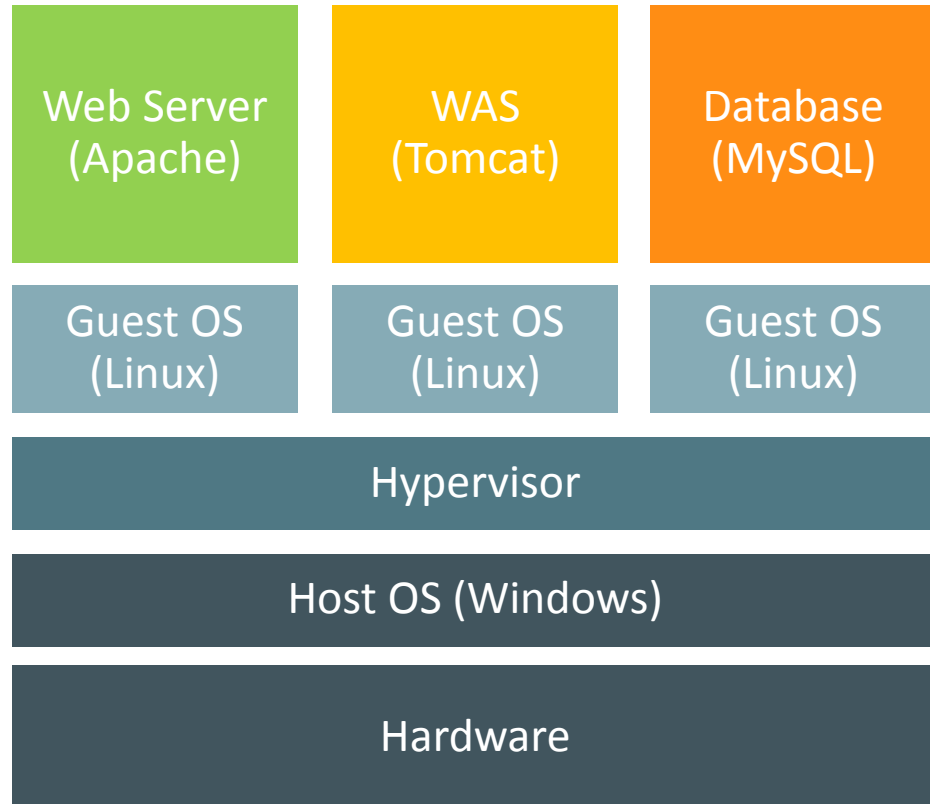 Web Server
(Apache)
WAS
(Tomcat)
Database
(MySQL)
Guest OS
(Linux)
Guest OS
(Linux)
Guest OS
(Linux)
Hypervisor
Host OS (Windows)
Hardware